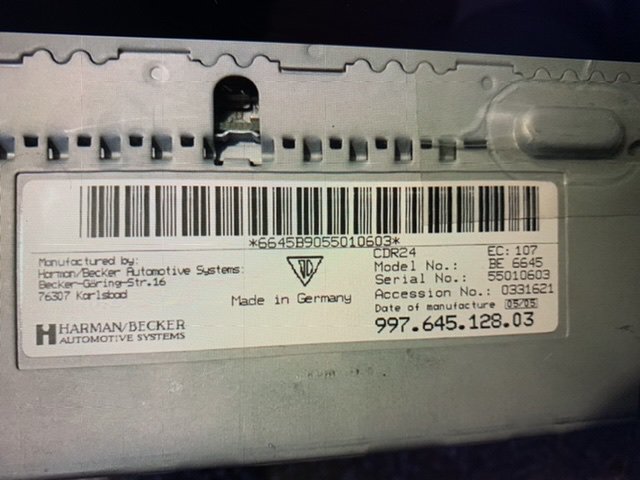 *6645B9055010603*
Manufactured by:
Harman/Becker Automotive Systems:
Becker-Göring-Str.16
76307 Karlsbad
Made in Germany
CDR24 EC: 107
Model No.: BE 6645
Serial No.: 55010603
Accession No.: 0331621
Date of manufacture 05/05
997.645.128.03
HARMAN/BECKER
AUTOMOTIVE SYSTEMS